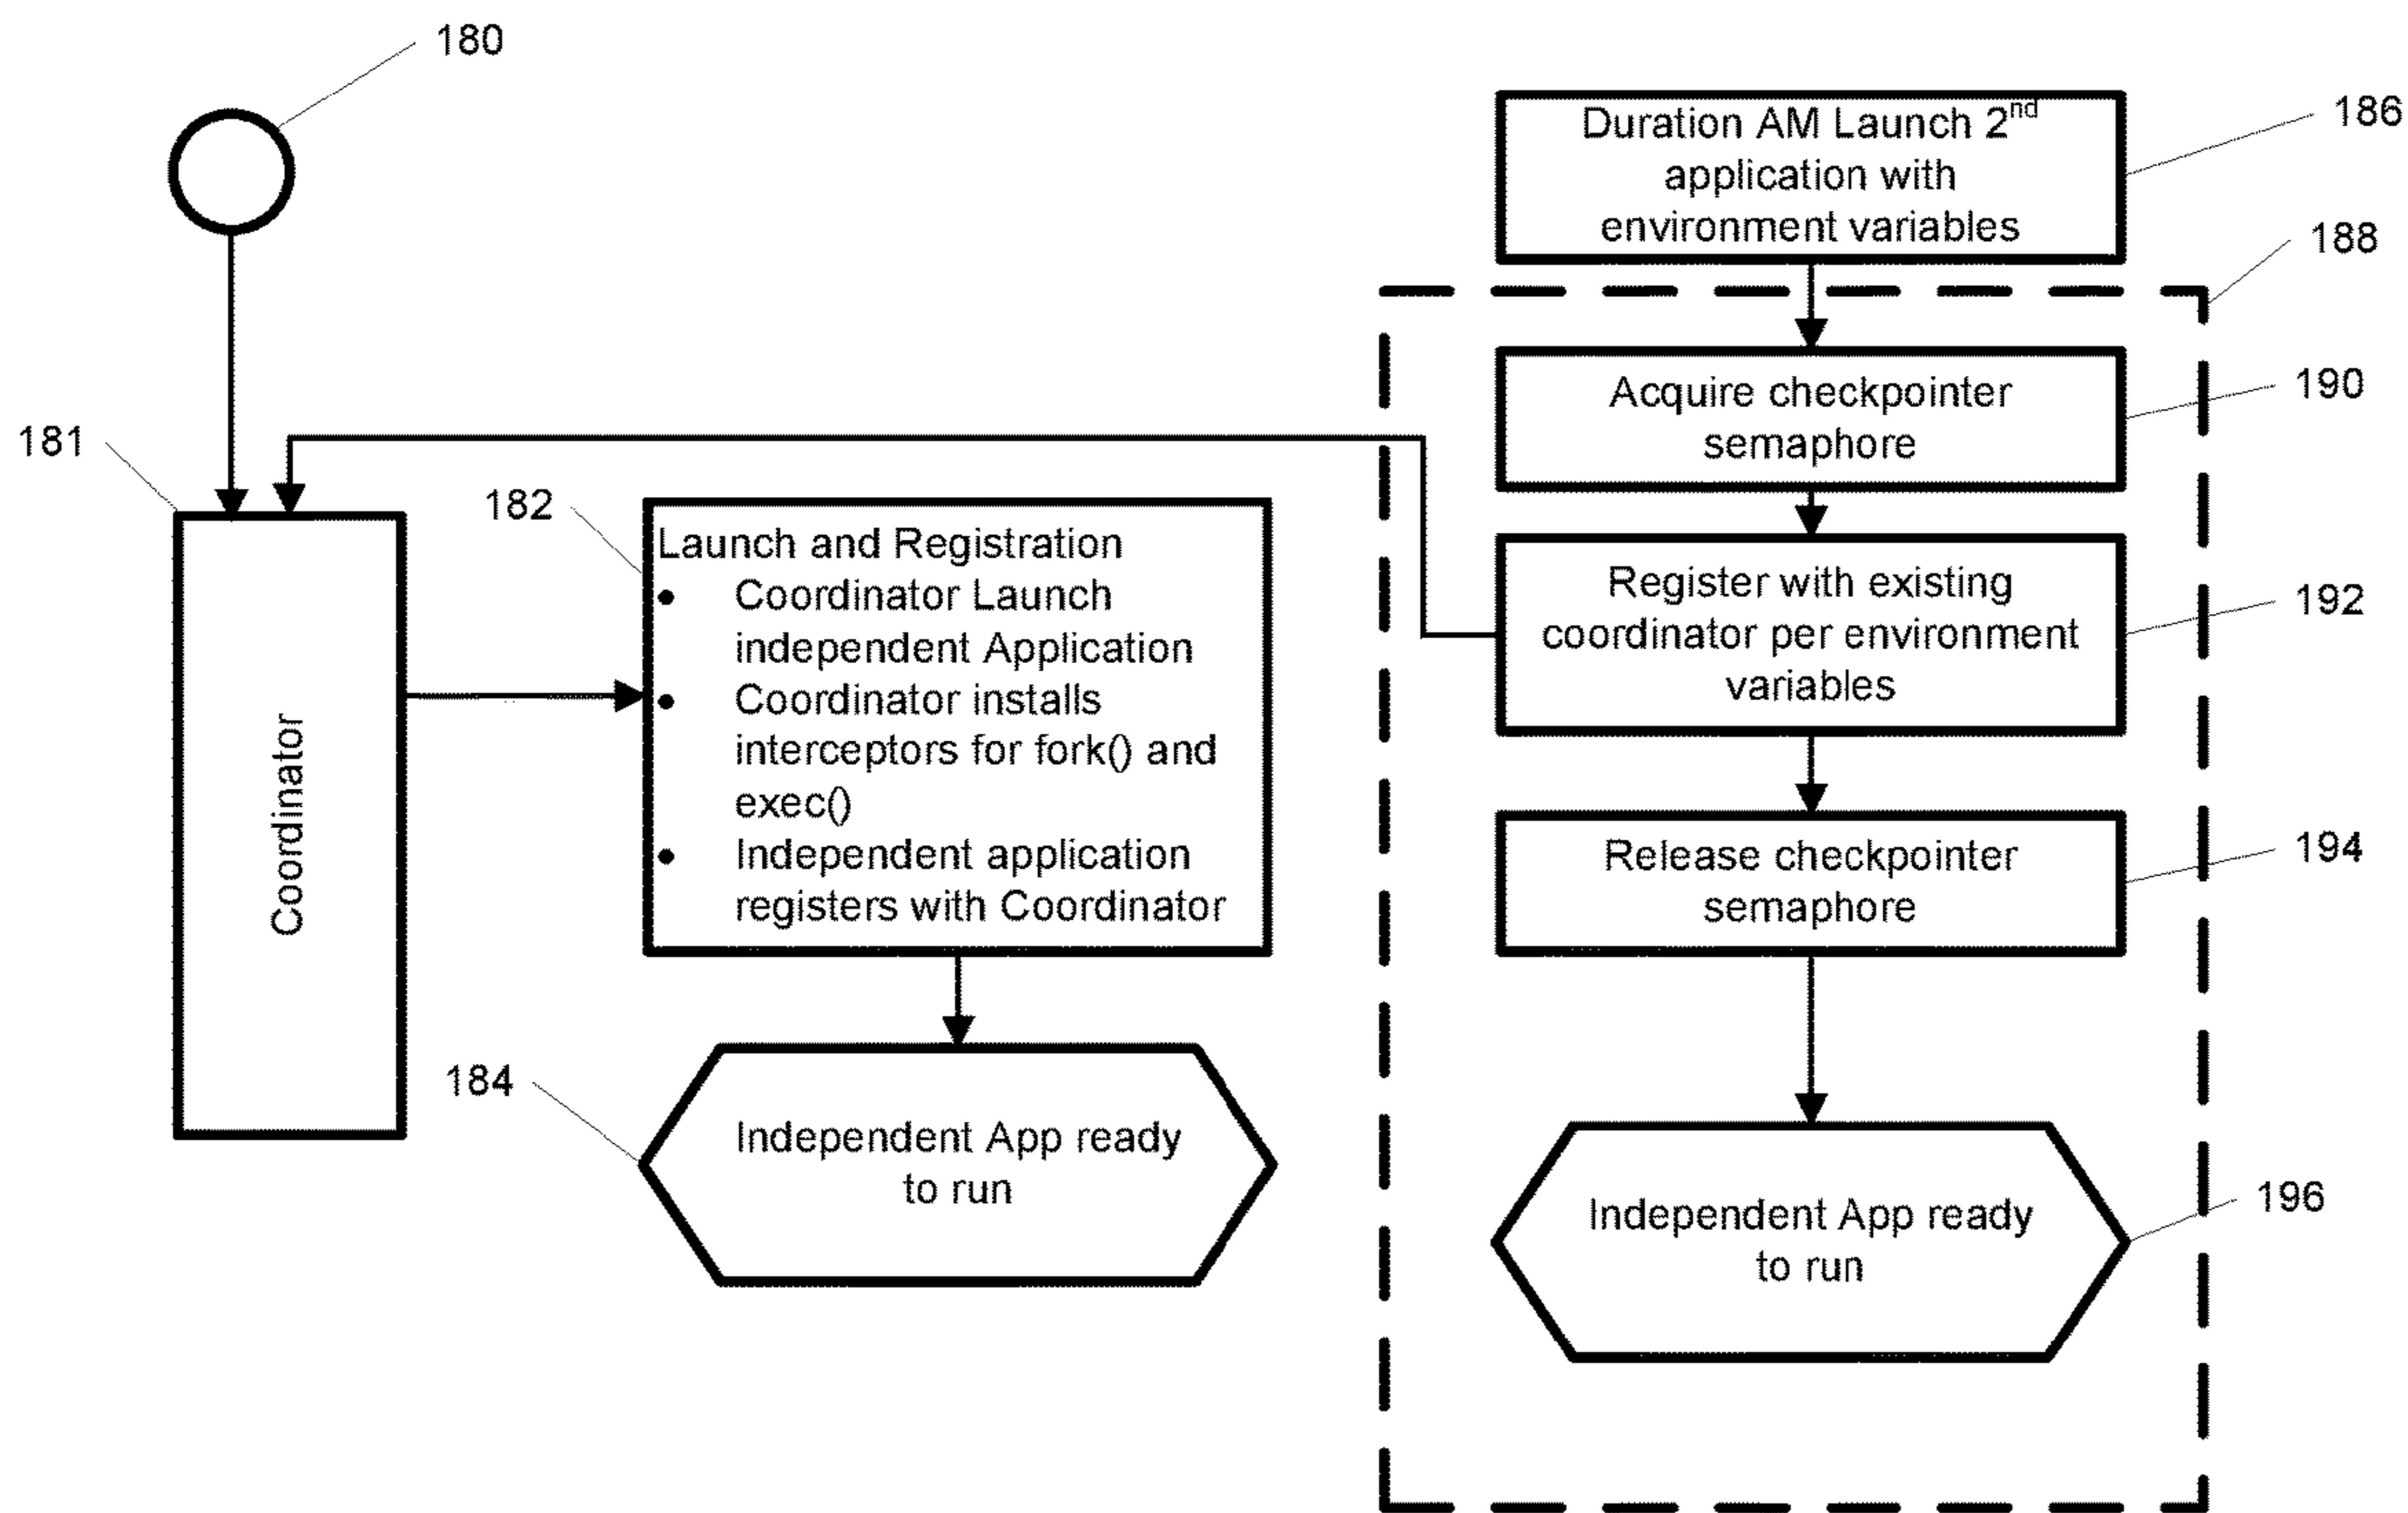 180
Duration AM Launch 2nd
application with
environment variables
186
188
Acquire checkpointer
semaphore
190
181
182
Launch and Registration
• Coordinator Launch
independent Application
• Coordinator installs
interceptors for fork() and
exec()
• Independent application
registers with Coordinator
Coordinator
Register with existing
coordinator per environment
variables
192
Release checkpointer
semaphore
194
184
Independent App ready
to run
Independent App ready
to run
196